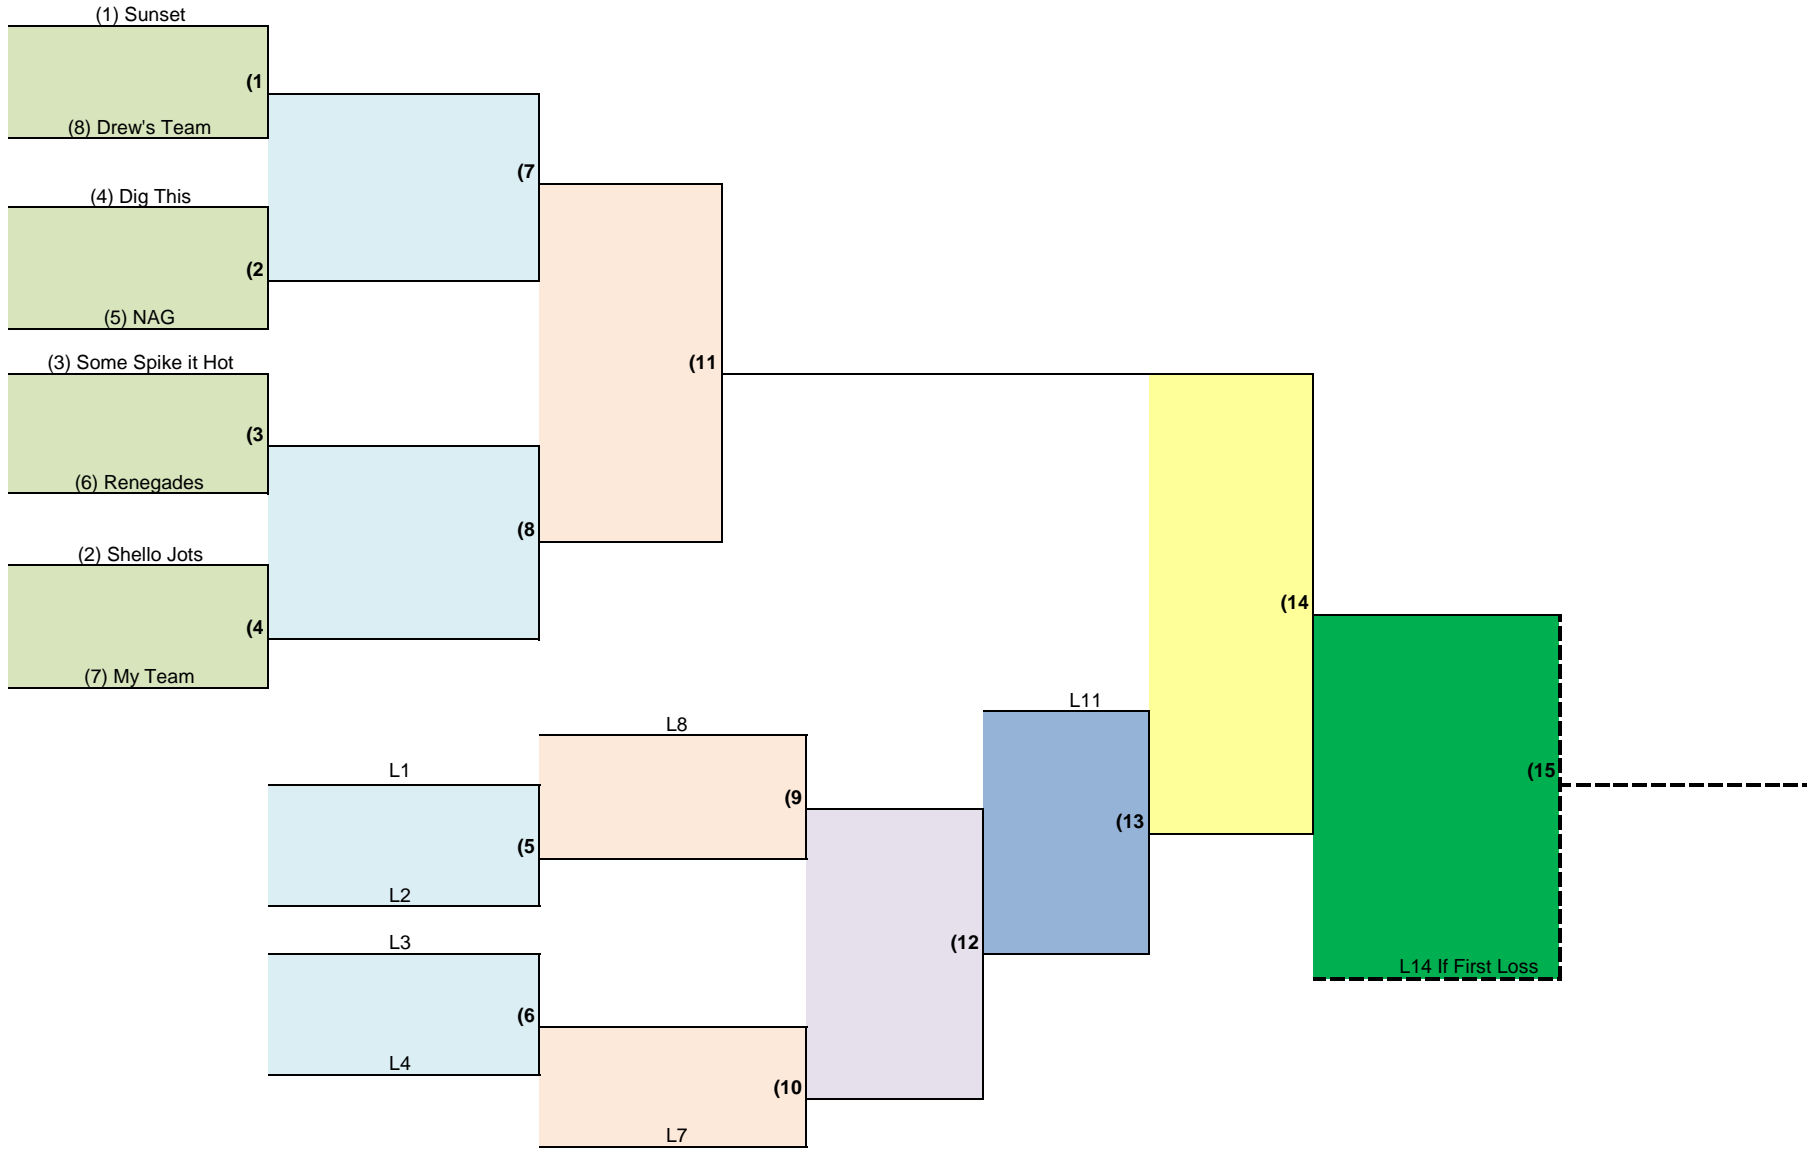 (1) Sunset
(1
(8) Drew's Team
(7
(4) Dig This
(2
(5) NAG
(3) Some Spike it Hot
(11
(3
(6) Renegades
(8
(2) Shello Jots
(14
(4
(7) My Team
L11
L8
L1
(15
(9
(13
(5
L2
L3
(12
L14 If First Loss
(6
L4
(10
L7